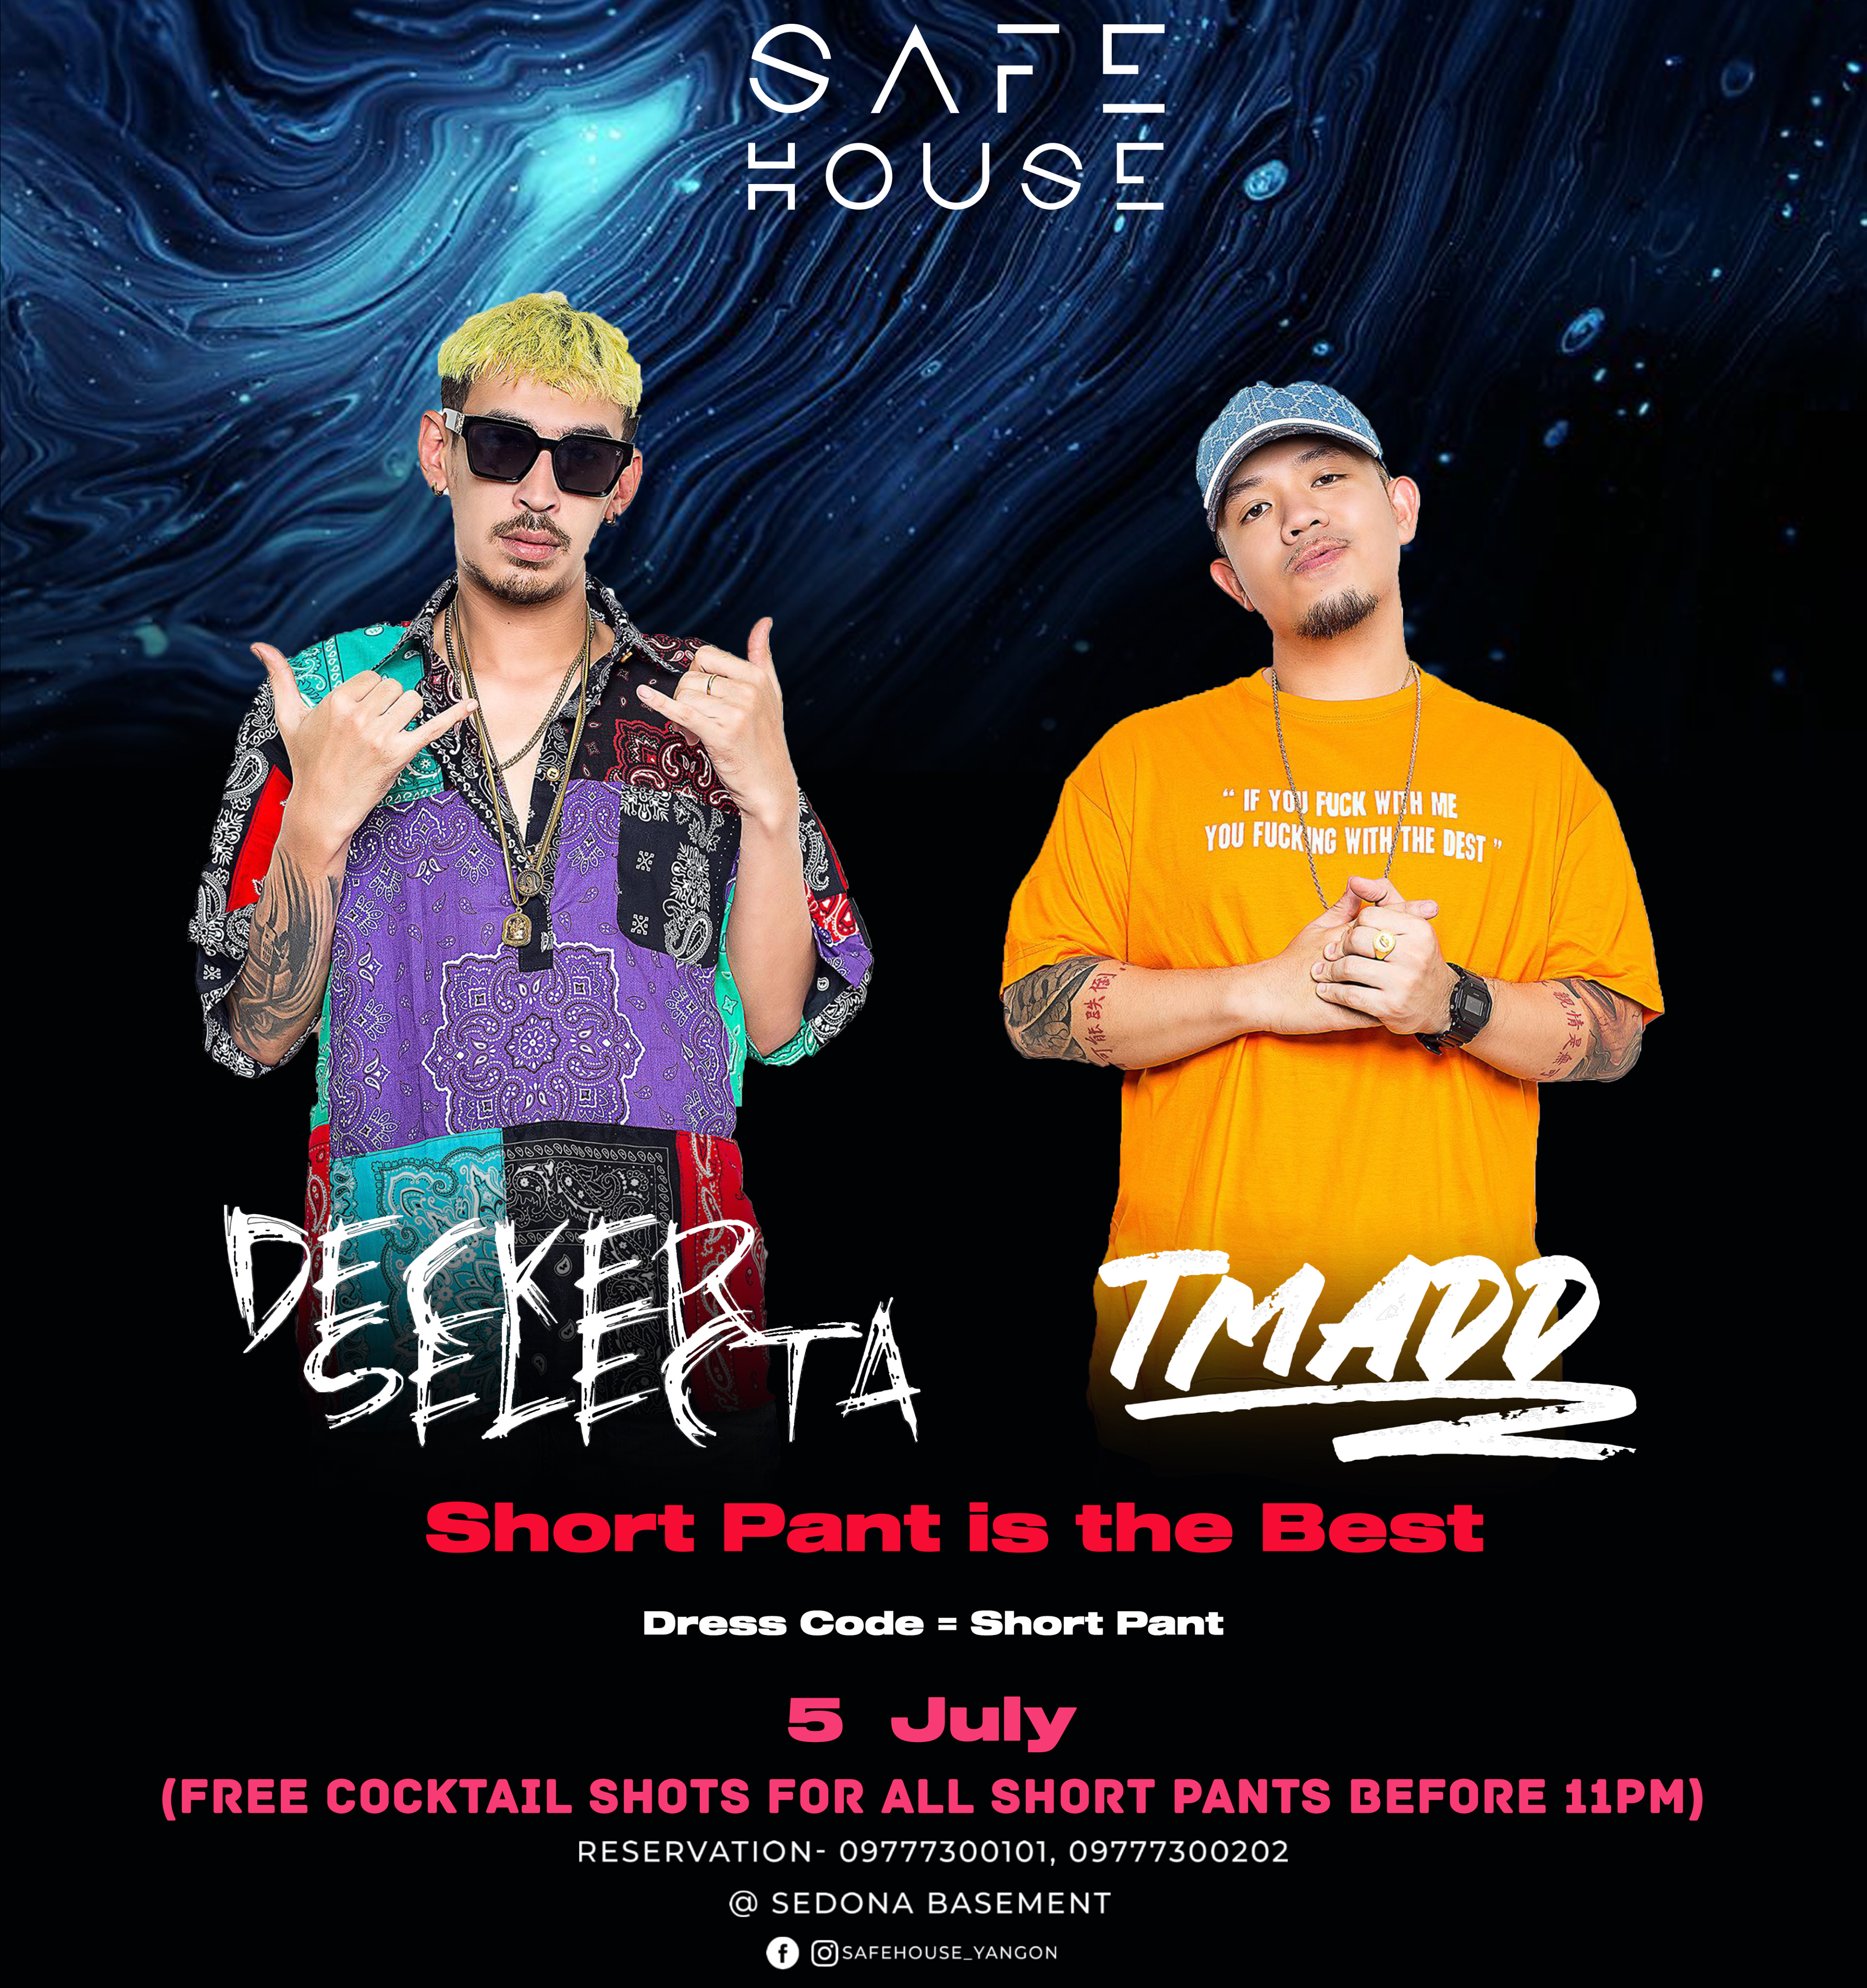 SAFE
HOUSE
“ IF YOU FUCK WITH ME
YOU FUCKING WITH THE DEST ”
DECKER
SELECTA
TMADD
Short Pant is the Best
Dress Code = Short Pant
5 July
(FREE COCKTAIL SHOTS FOR ALL SHORT PANTS BEFORE 11PM)
RESERVATION- 09777300101, 09777300202
@ SEDONA BASEMENT
SAFEHOUSE_YANGON